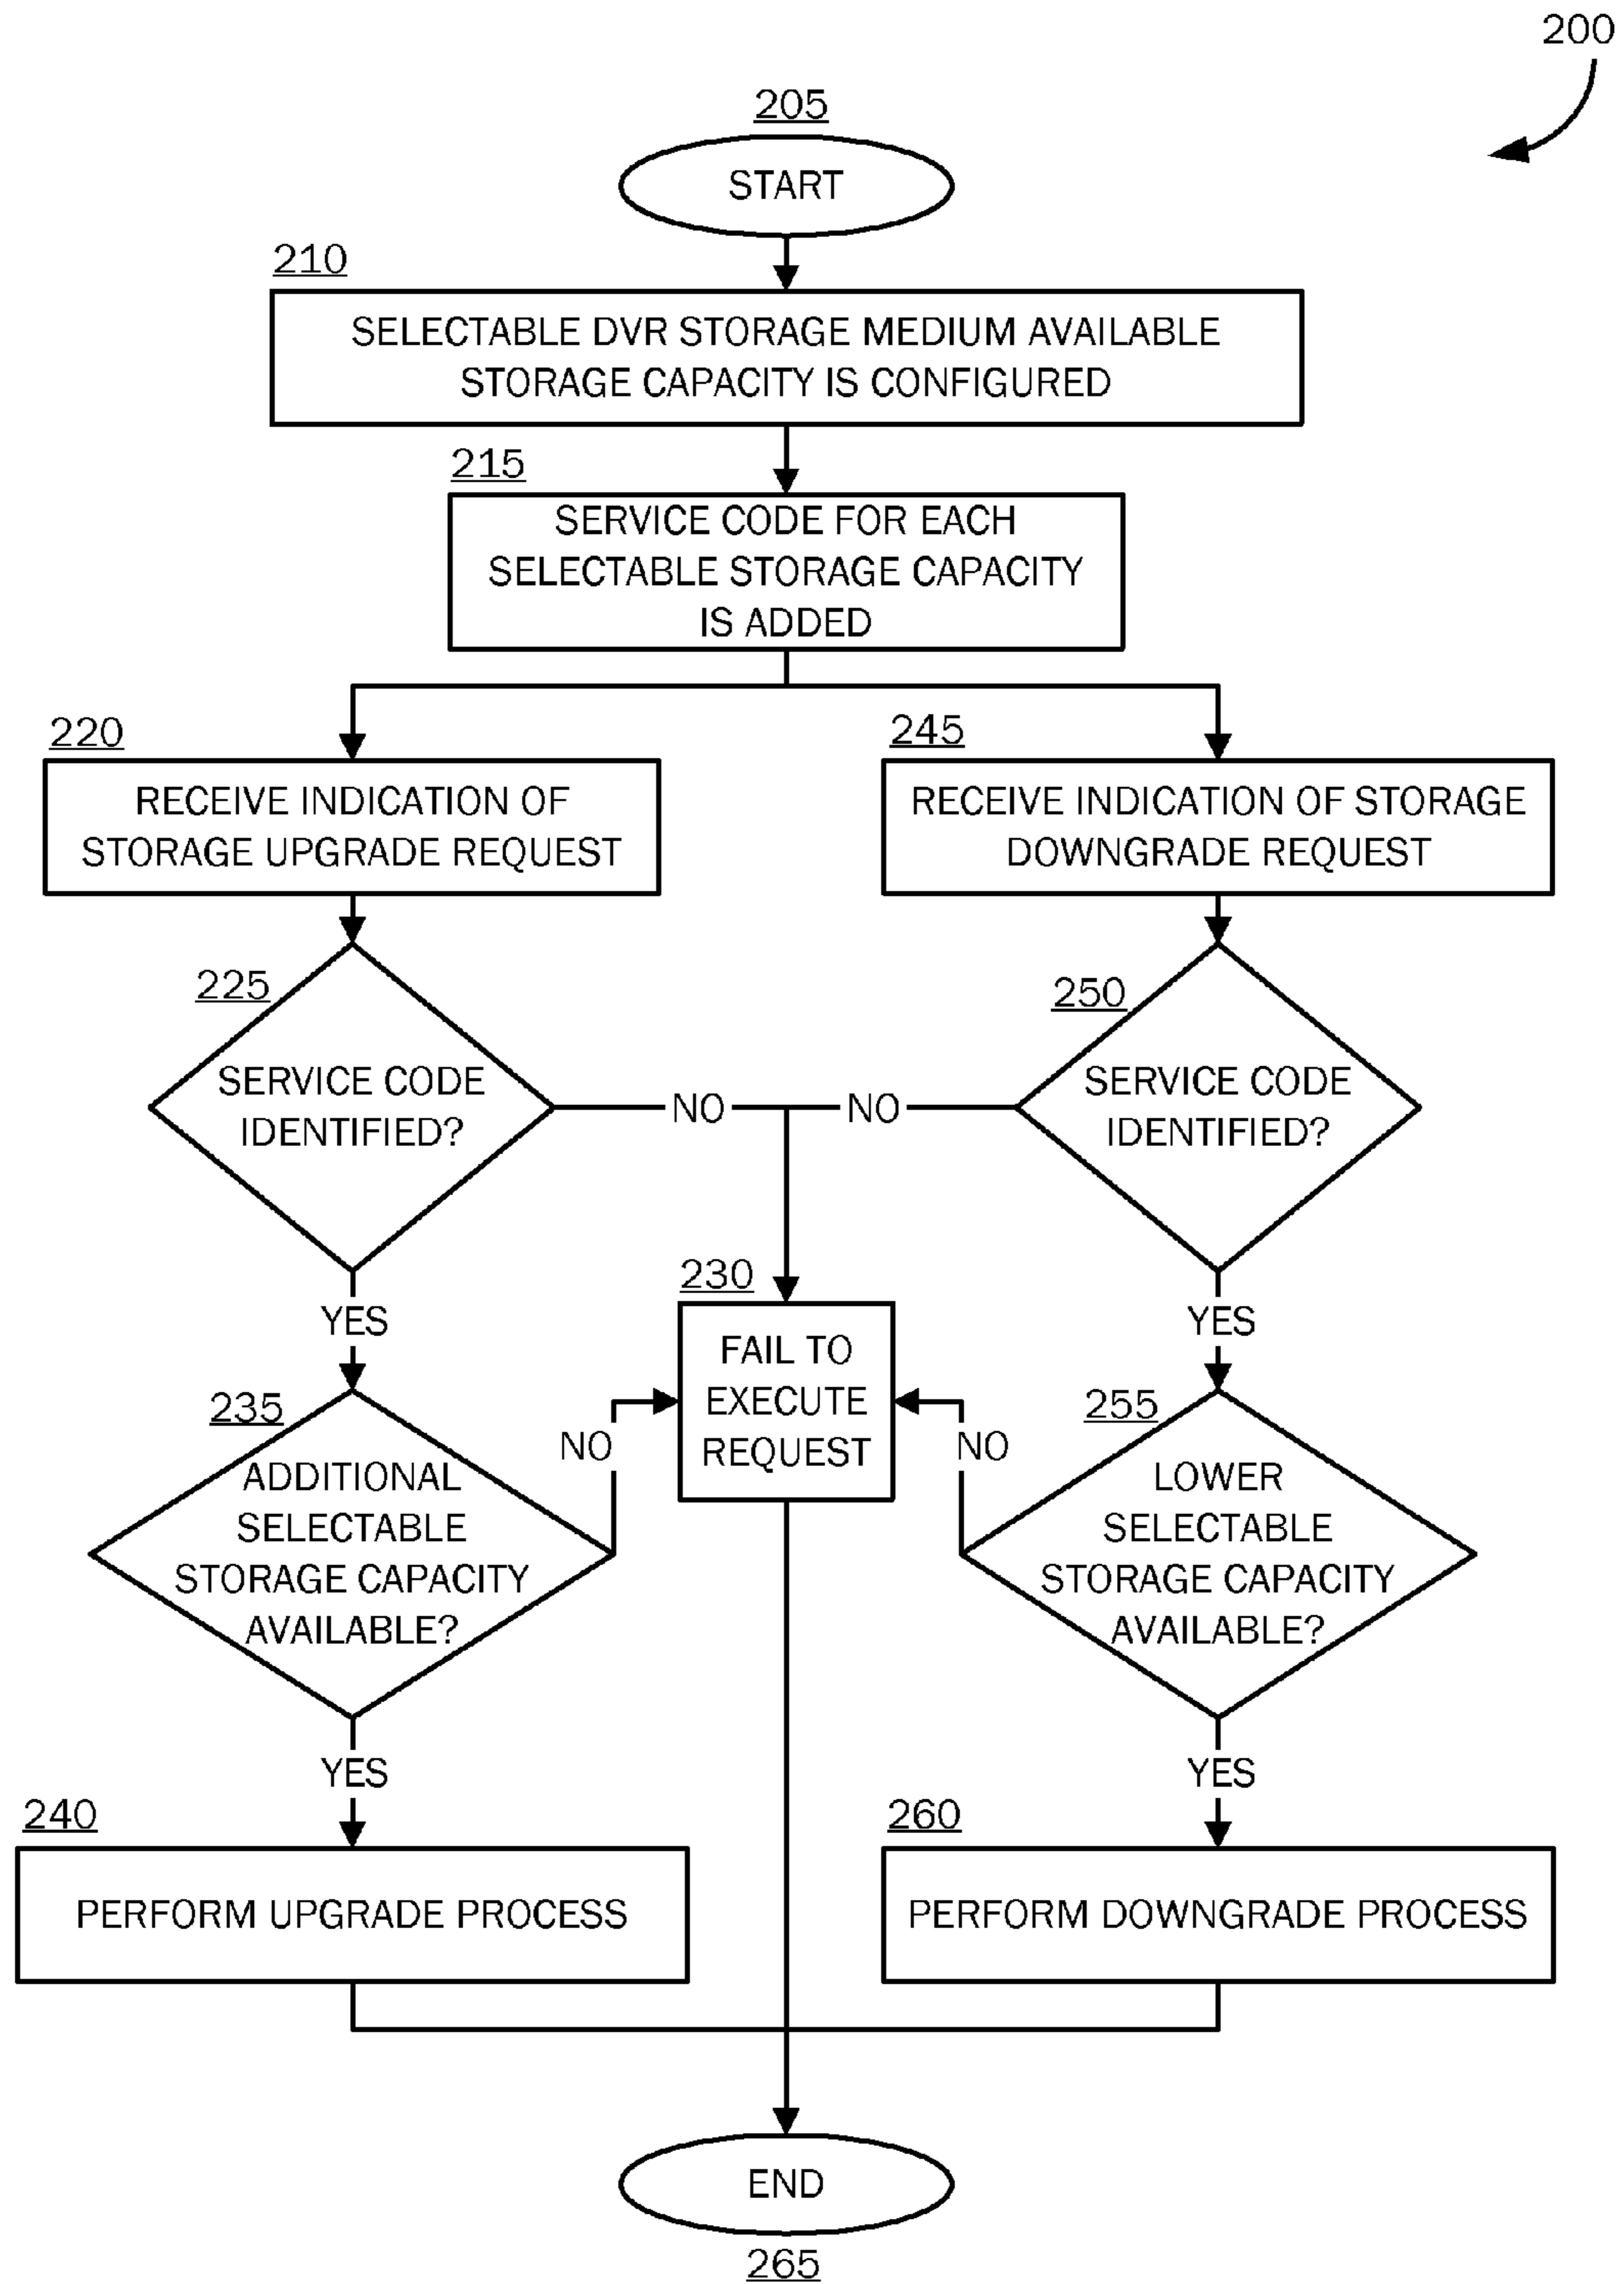 200
205
START
210
SELECTABLE DVR STORAGE MEDIUM AVAILABLE
STORAGE CAPACITY IS CONFIGURED
215
SERVICE CODE FOR EACH
SELECTABLE STORAGE CAPACITY
IS ADDED
220
RECEIVE INDICATION OF
STORAGE UPGRADE REQUEST
245
RECEIVE INDICATION OF STORAGE
DOWNGRADE REQUEST
225
SERVICE CODE
IDENTIFIED?
NO
NO
250
SERVICE CODE
IDENTIFIED?
YES
230
FAIL TO
EXECUTE
REQUEST
YES
235
ADDITIONAL
SELECTABLE
STORAGE CAPACITY
AVAILABLE?
NO
NO
255
LOWER
SELECTABLE
STORAGE CAPACITY
AVAILABLE?
YES
YES
240
PERFORM UPGRADE PROCESS
260
PERFORM DOWNGRADE PROCESS
END
265